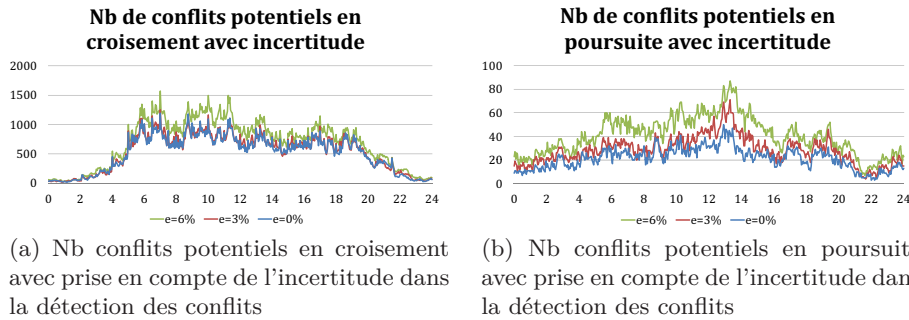 Nb de conflits potentiels en
croisement avec incertitude
2000
1500
1000
500
0
0 2 4 6 8 10 12 14 16 18 20 22 24
e=6% e=3% e=0%
(a) Nb conflits potentiels en croisement
avec prise en compte de l'incertitude dans
la détection des conflits
Nb de conflits potentiels en
poursuite avec incertitude
100
80
60
40
20
0
0 2 4 6 8 10 12 14 16 18 20 22 24
e=6% e=3% e=0%
(b) Nb conflits potentiels en poursuit
avec prise en compte de l'incertitude dan
la détection des conflits